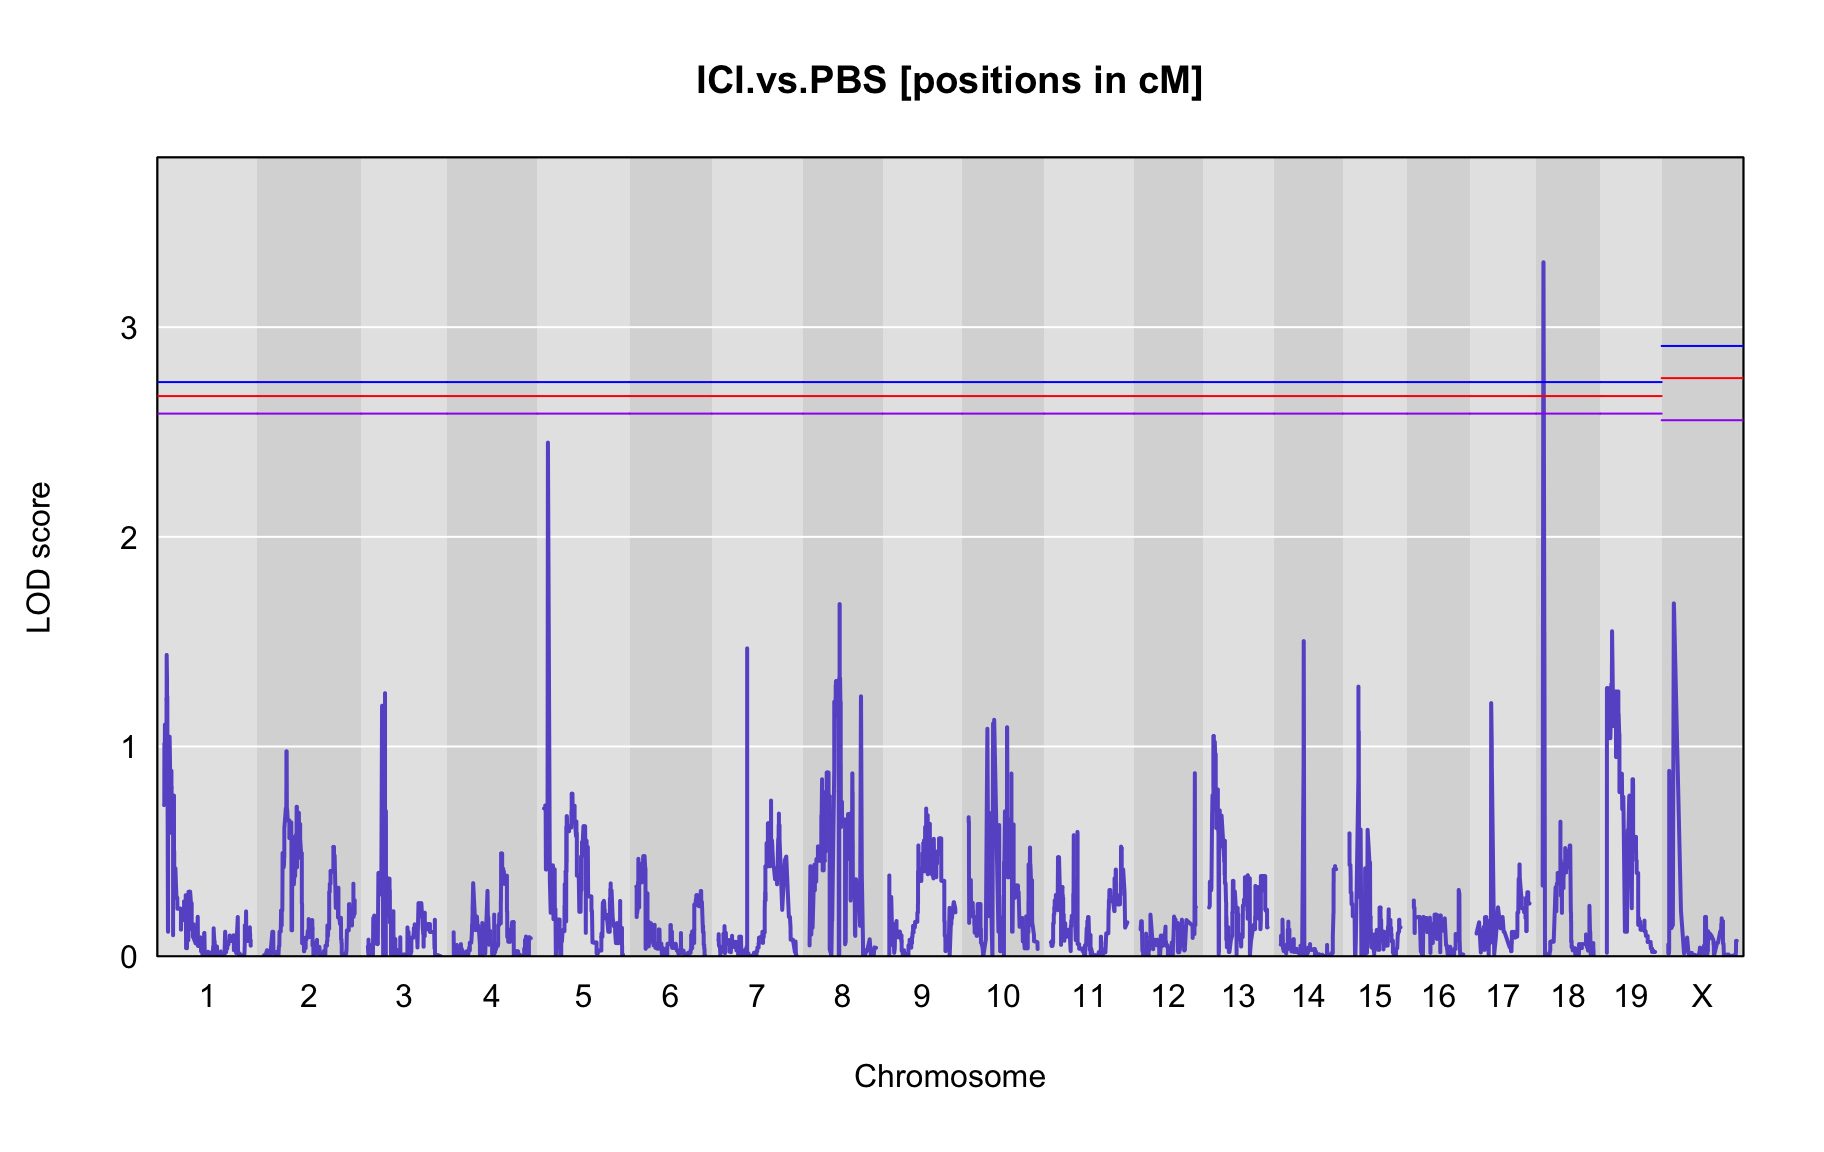 ICI.vs.PBS [positions in cM]
LOD score
3
2
1
0
1 2 3 4 5 6 7 8 9 10 11 12 13 14 15 16 17 18 19 X
Chromosome